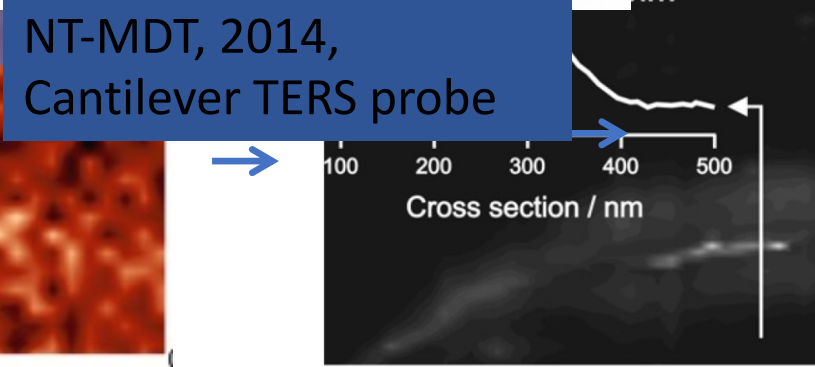 NT-MDT, 2014,
Cantilever TERS probe
100 200 300 400 500
Cross section / nm